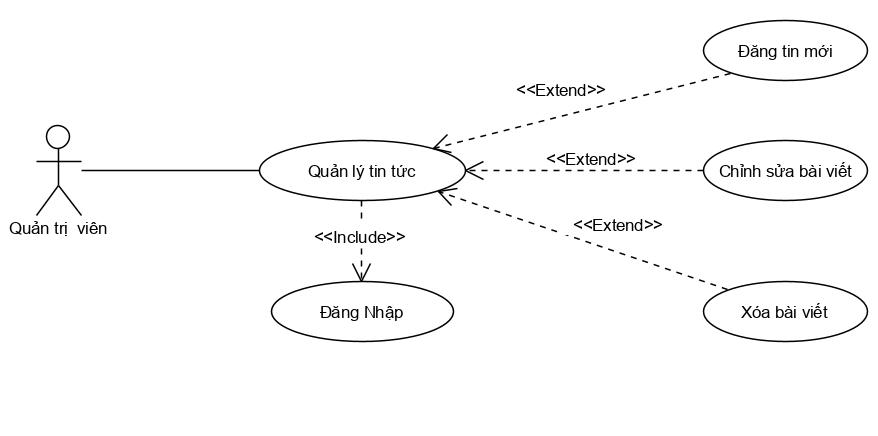 Đăng tin mới
<<Extend>>
<<Extend>>
Quản lý tin tức
Chỉnh sửa bài viết
Quản trị viên
<<Extend>>
<<Include>>
Đăng Nhập
Xóa bài viết